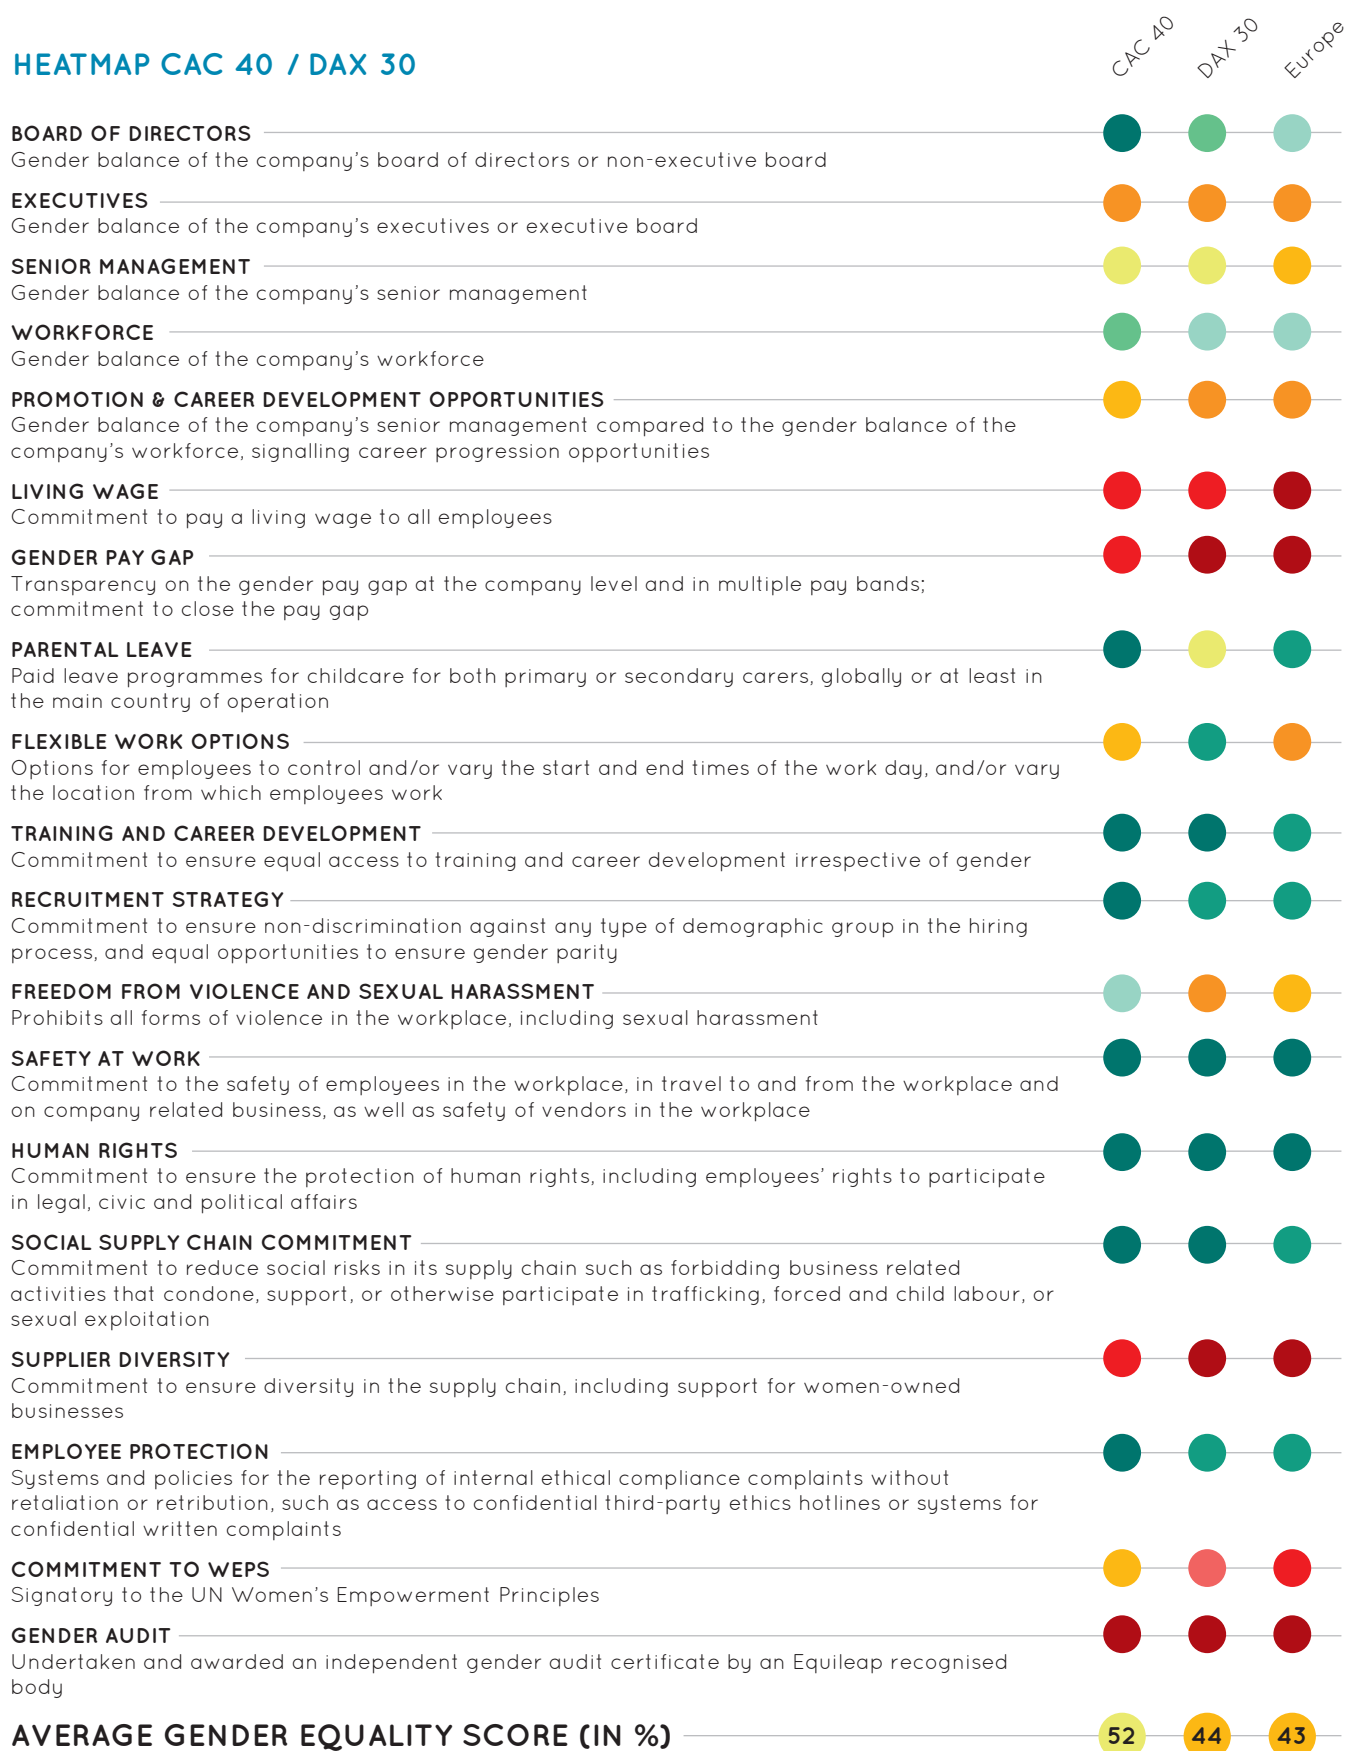 CAC 40
DAX 30
Europe
HEATMAP CAC 40 / DAX 30
BOARD OF DIRECTORS
Gender balance of the company's board of directors or non-executive board
EXECUTIVES
Gender balance of the company's executives or executive board
SENIOR MANAGEMENT
Gender balance of the company's senior management
WORKFORCE
Gender balance of the company's workforce
PROMOTION & CAREER DEVELOPMENT OPPORTUNITIES
Gender balance of the company's senior management compared to the gender balance of the
company's workforce, signalling career progression opportunities
LIVING WAGE
Commitment to pay a living wage to all employees
GENDER PAY GAP
Transparency on the gender pay gap at the company level and in multiple pay bands;
commitment to close the pay gap
PARENTAL LEAVE
Paid leave programmes for childcare for both primary or secondary carers, globally or at least in
the main country of operation
FLEXIBLE WORK OPTIONS
Options for employees to control and/or vary the start and end times of the work day, and/or vary
the location from which employees work
TRAINING AND CAREER DEVELOPMENT
Commitment to ensure equal access to training and career development irrespective of gender
RECRUITMENT STRATEGY
Commitment to ensure non-discrimination against any type of demographic group in the hiring
process, and equal opportunities to ensure gender parity
FREEDOM FROM VIOLENCE AND SEXUAL HARASSMENT
Prohibits all forms of violence in the workplace, including sexual harassment
SAFETY AT WORK
Commitment to the safety of employees in the workplace, in travel to and from the workplace and
on company related business, as well as safety of vendors in the workplace
HUMAN RIGHTS
Commitment to ensure the protection of human rights, including employees' rights to participate
in legal, civic and political affairs
SOCIAL SUPPLY CHAIN COMMITMENT
Commitment to reduce social risks in its supply chain such as forbidding business related
activities that condone, support, or otherwise participate in trafficking, forced and child labour, or
sexual exploitation
SUPPLIER DIVERSITY
Commitment to ensure diversity in the supply chain, including support for women-owned
businesses
EMPLOYEE PROTECTION
Systems and policies for the reporting of internal ethical compliance complaints without
retaliation or retribution, such as access to confidential third-party ethics hotlines or systems for
confidential written complaints
COMMITMENT TO WEPS
Signatory to the UN Women's Empowerment Principles
GENDER AUDIT
Undertaken and awarded an independent gender audit certificate by an Equileap recognised
body
AVERAGE GENDER EQUALITY SCORE (IN %) 52 44 43